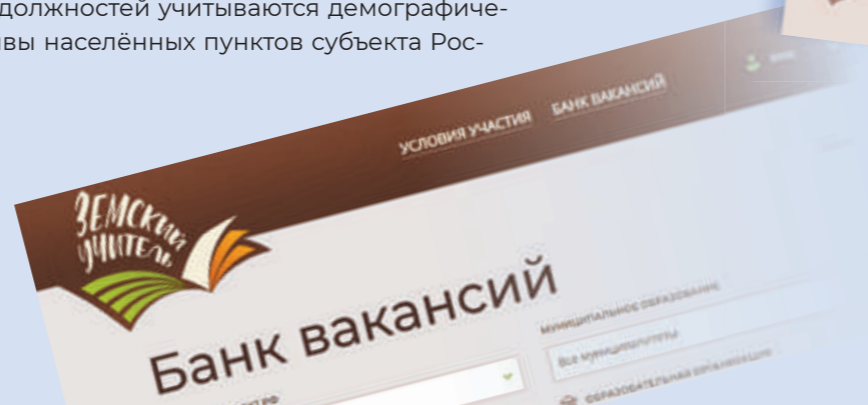 должностей учитываются демографиче-
вы населённых пунктов субъекта Рос-
УСЛОВИЯ УЧАСТИЯ БАНК ВАКАНСИЙ
ЗЕМСКИЙ
УЧИТЕЛЬ
Банк вакансий
МУНИЦИПАЛЬНОЕ ОБРАЗОВАНИЕ
Все муниципалитеты
РФ
ОБРАЗОВАТЕЛЬНАЯ ОРГАНИЗАЦИЯ